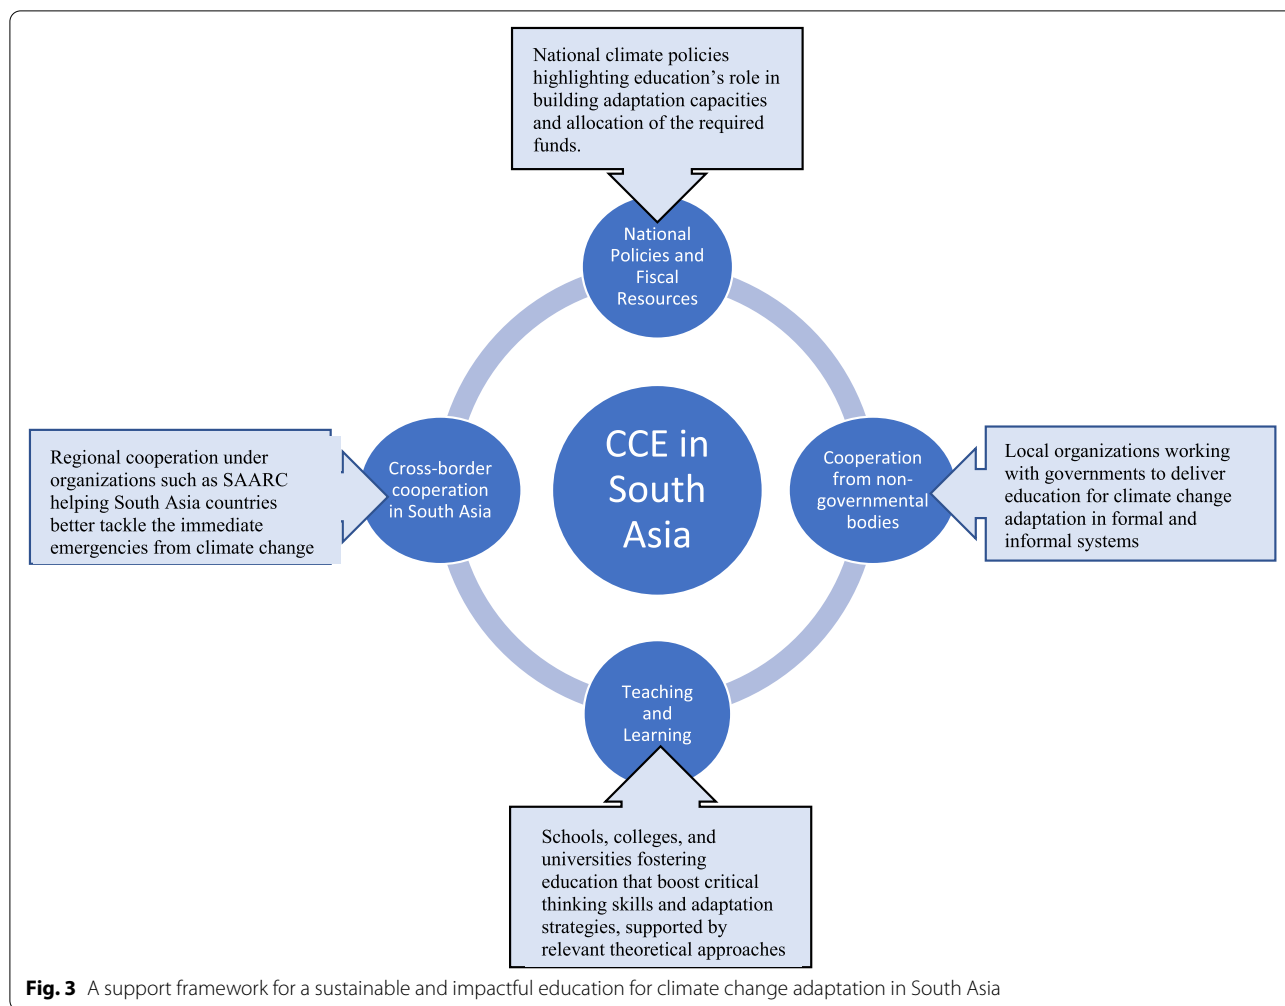 National climate policies
highlighting education’s role in
building adaptation capacities
and allocation of the required
funds.
National
Policies and
Fiscal
Resources
Regional cooperation under
organizations such as SAARC
helping South Asia countries
better tackle the immediate
emergencies from climate change
Cross-border
cooperation
in South Asia
CCE in
South
Asia
Cooperation
from non-
governmental
bodies
Local organizations working
with governments to deliver
education for climate change
adaptation in formal and
informal systems
Teaching
and
Learning
Schools, colleges, and
universities fostering
education that boost critical
thinking skills and adaptation
strategies, supported by
relevant theoretical approaches
Fig. 3 A support framework for a sustainable and impactful education for climate change adaptation in South Asia